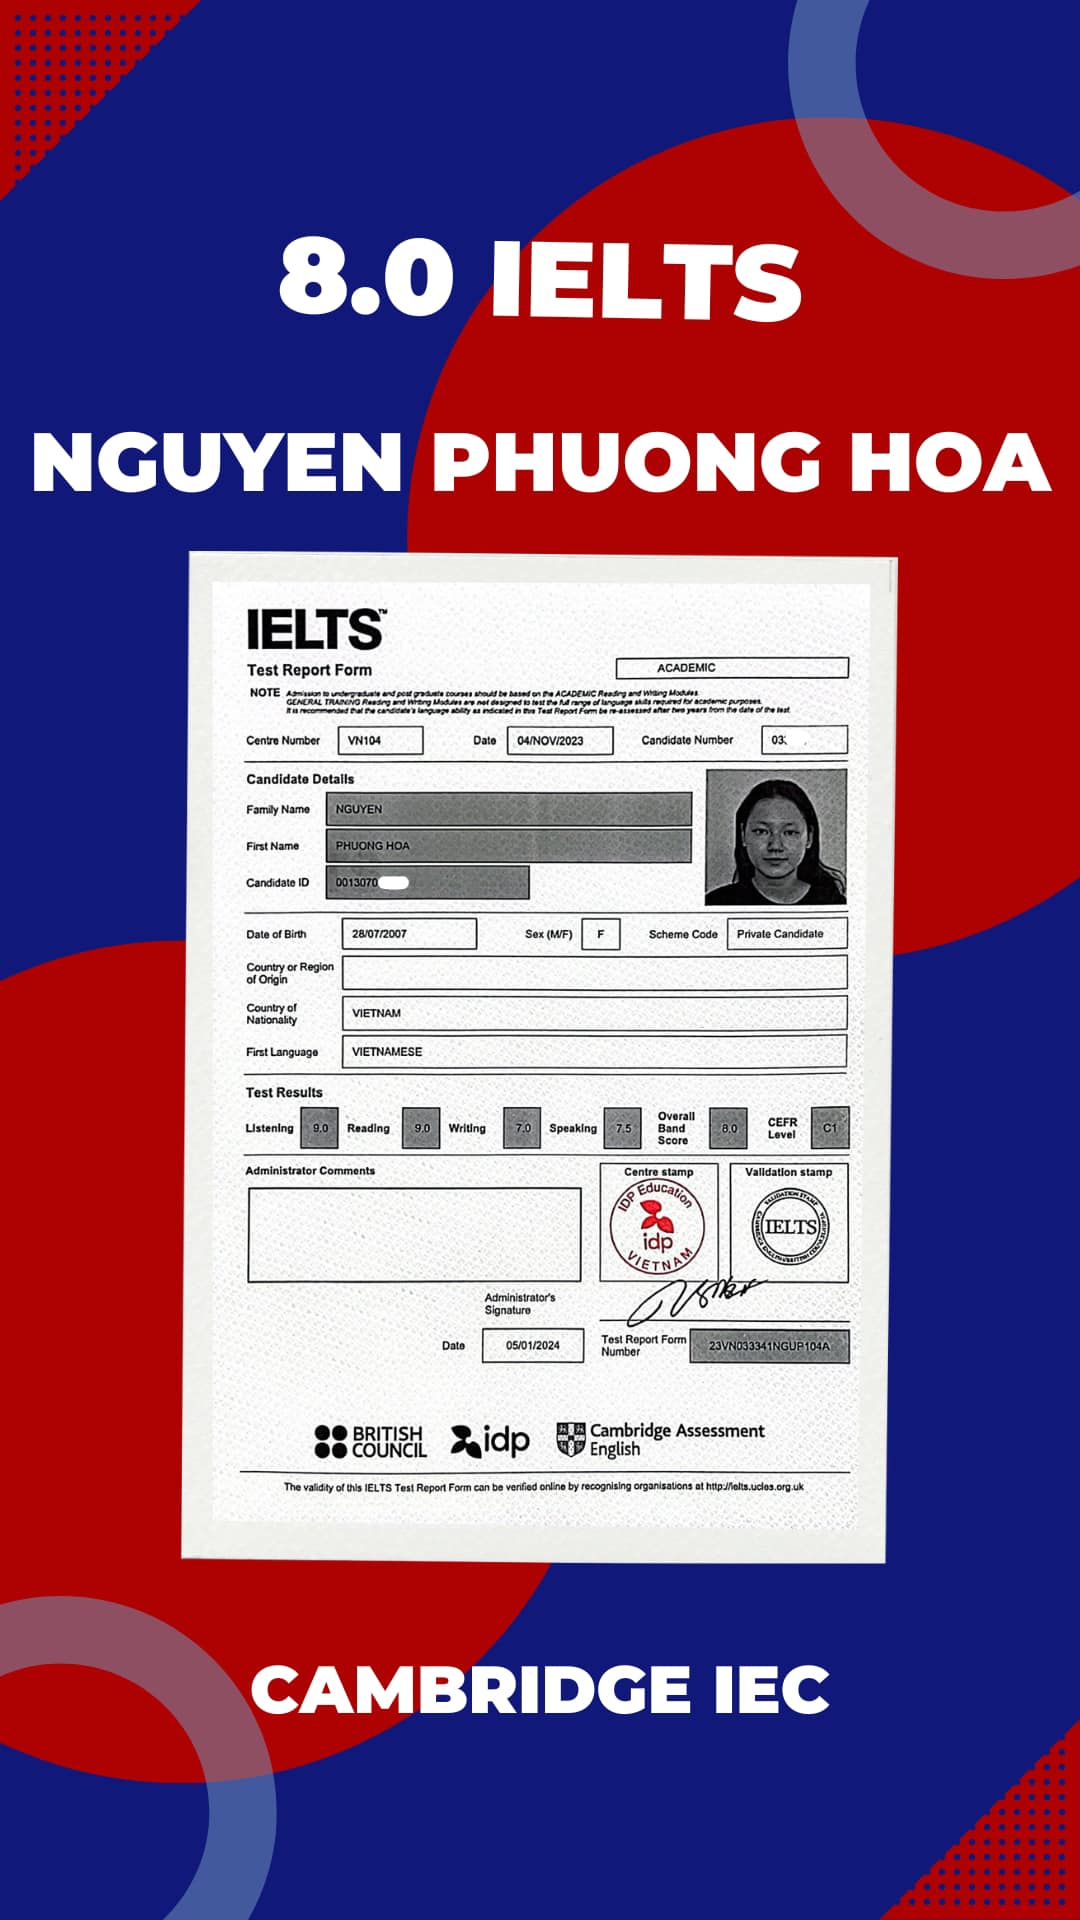 8.0 IELTS
NGUYEN PHUONG HOA
IELTS™
Test Report Form
ACADEMIC
NOTE Admission to undergraduate and post graduate courses should be based on the ACADEMIC Reading and Writing Modules.
GENERAL TRAINING Reading and Writing Modules are not designed to test the full range of language skills required for academic purposes.
It is recommended that the candidate's language ability as indicated in this Test Report Form be re-assessed after two years from the date of the test.
Centre Number VN104 Date 04/NOV/2023 Candidate Number 03
Candidate Details
Family Name NGUYEN
First Name PHUONG HOA
Candidate ID 0013070
Date of Birth 28/07/2007 Sex (M/F) F Scheme Code Private Candidate
Country or Region
of Origin
Country of
Nationality VIETNAM
First Language VIETNAMESE
Test Results
Listening 9.0 Reading 9.0 Writing 7.0 Speaking 7.5 Overall Band Score 8.0 CEFR Level C1
Administrator Comments
Centre stamp
Validation stamp
IDP Education
idp
VIETNAM
VALIDATION STAMP
IELTS
Administrator's
Signature
Date 05/01/2024
Test Report Form
Number 23VN033341NGUP104A
BRITISH
COUNCIL
idp
Cambridge Assessment
English
The validity of this IELTS Test Report Form can be verified online by recognising organisations at http://ielts.ucles.org.uk
CAMBRIDGE IEC